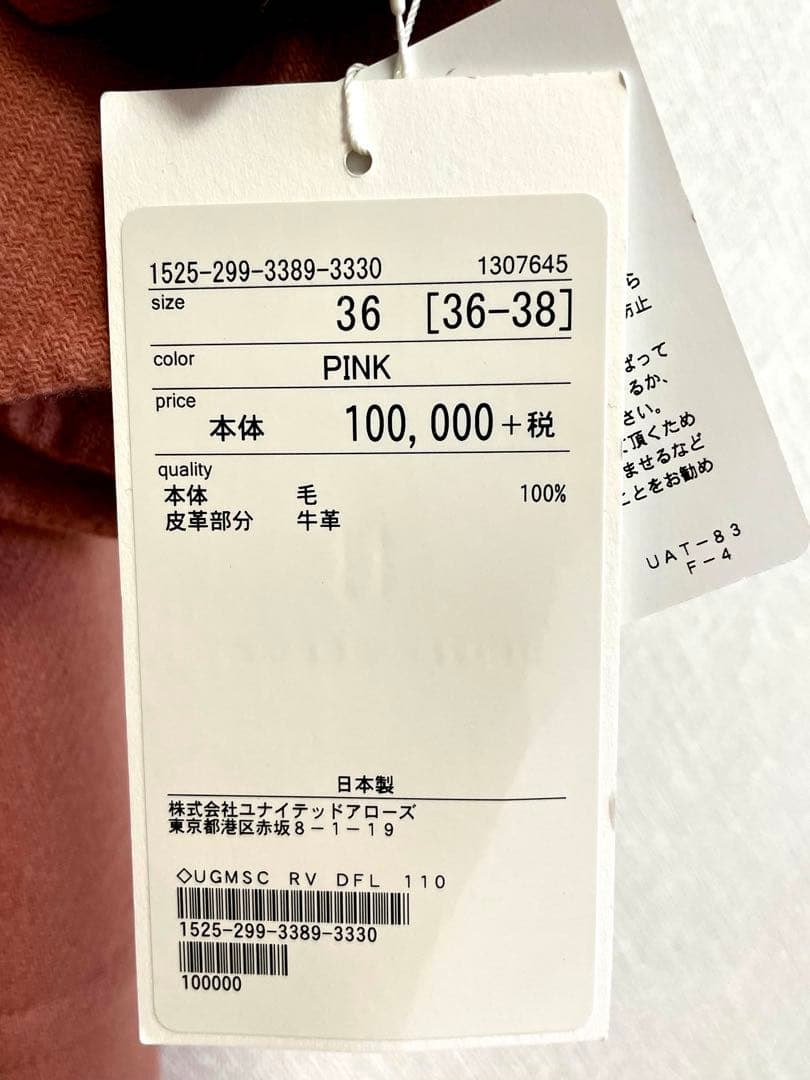 1525-299-3389-3330 1307645
size 36 [36-38]
color PINK
price 本体 100,000+税
quality
本体 毛 100%
皮革部分 牛革
日本製
株式会社ユナイテッドアローズ
東京都港区赤坂8-1-19
◇UGMSC RV DFL 110
1525-299-3389-3330
100000
ら
防止
ばって
るか、
さい。
て頂くため
ませるなど
ことをお勧め
UAT-83
F-4